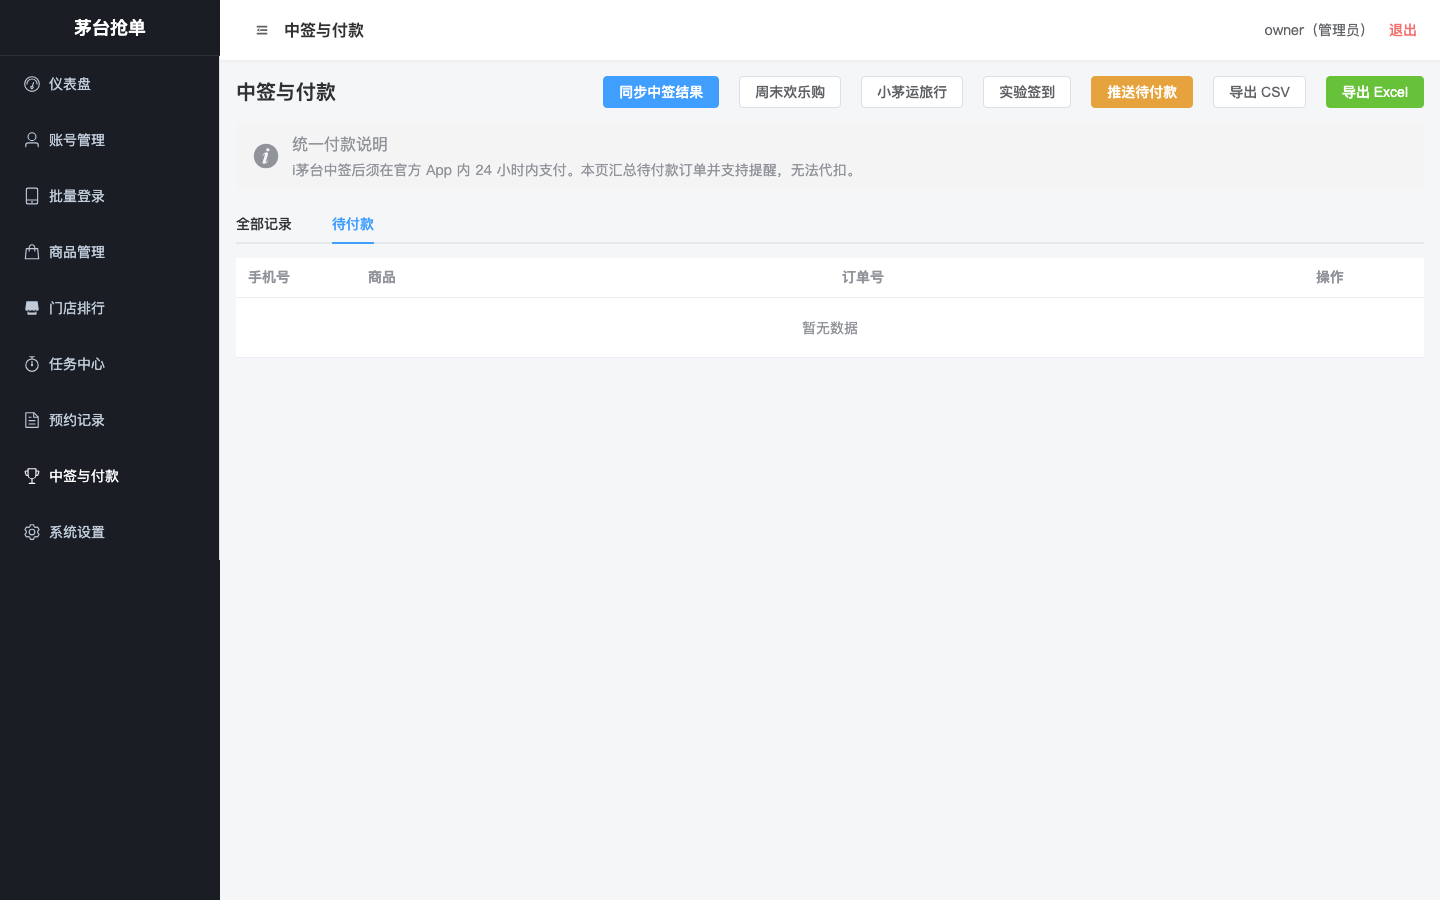 茅台抢单
仪表盘
账号管理
批量登录
商品管理
门店排行
任务中心
预约记录
中签与付款
系统设置
中签与付款
owner（管理员）
退出
中签与付款
同步中签结果
周末欢乐购
小茅运旅行
实验签到
推送待付款
导出 CSV
导出 Excel
统一付款说明
i茅台中签后须在官方 App 内 24 小时内支付。本页汇总待付款订单并支持提醒，无法代扣。
全部记录
待付款
手机号
商品
订单号
操作
暂无数据